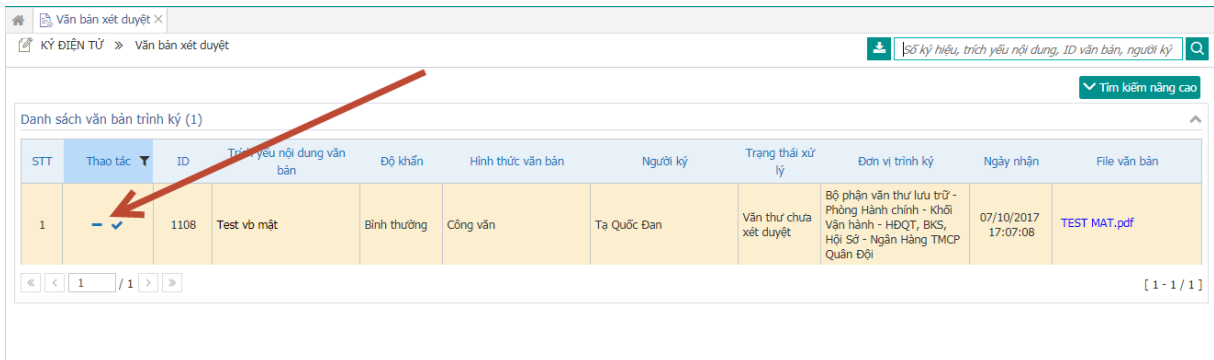 Văn bản xét duyệt
KÝ ĐIỆN TỬ » Văn bản xét duyệt
Số ký hiệu, trích yếu nội dung, ID văn bản, người ký
Tìm kiếm nâng cao
Danh sách văn bản trình ký (1)
STT Thao tác ID Trích yếu nội dung văn bản Độ khẩn Hình thức văn bản Người ký Trạng thái xử lý Đơn vị trình ký Ngày nhận File văn bản
1 1108 Test vb mật Bình thường Công văn Tạ Quốc Đan Văn thư chưa xét duyệt
Bộ phận văn thư lưu trữ -
Phòng Hành chính - Khối
Vận hành - HĐQT, BKS,
Hội Sở - Ngân Hàng TMCP
Quân Đội
07/10/2017
17:07:08
TEST MAT.pdf
1 / 1
[ 1 - 1 / 1 ]